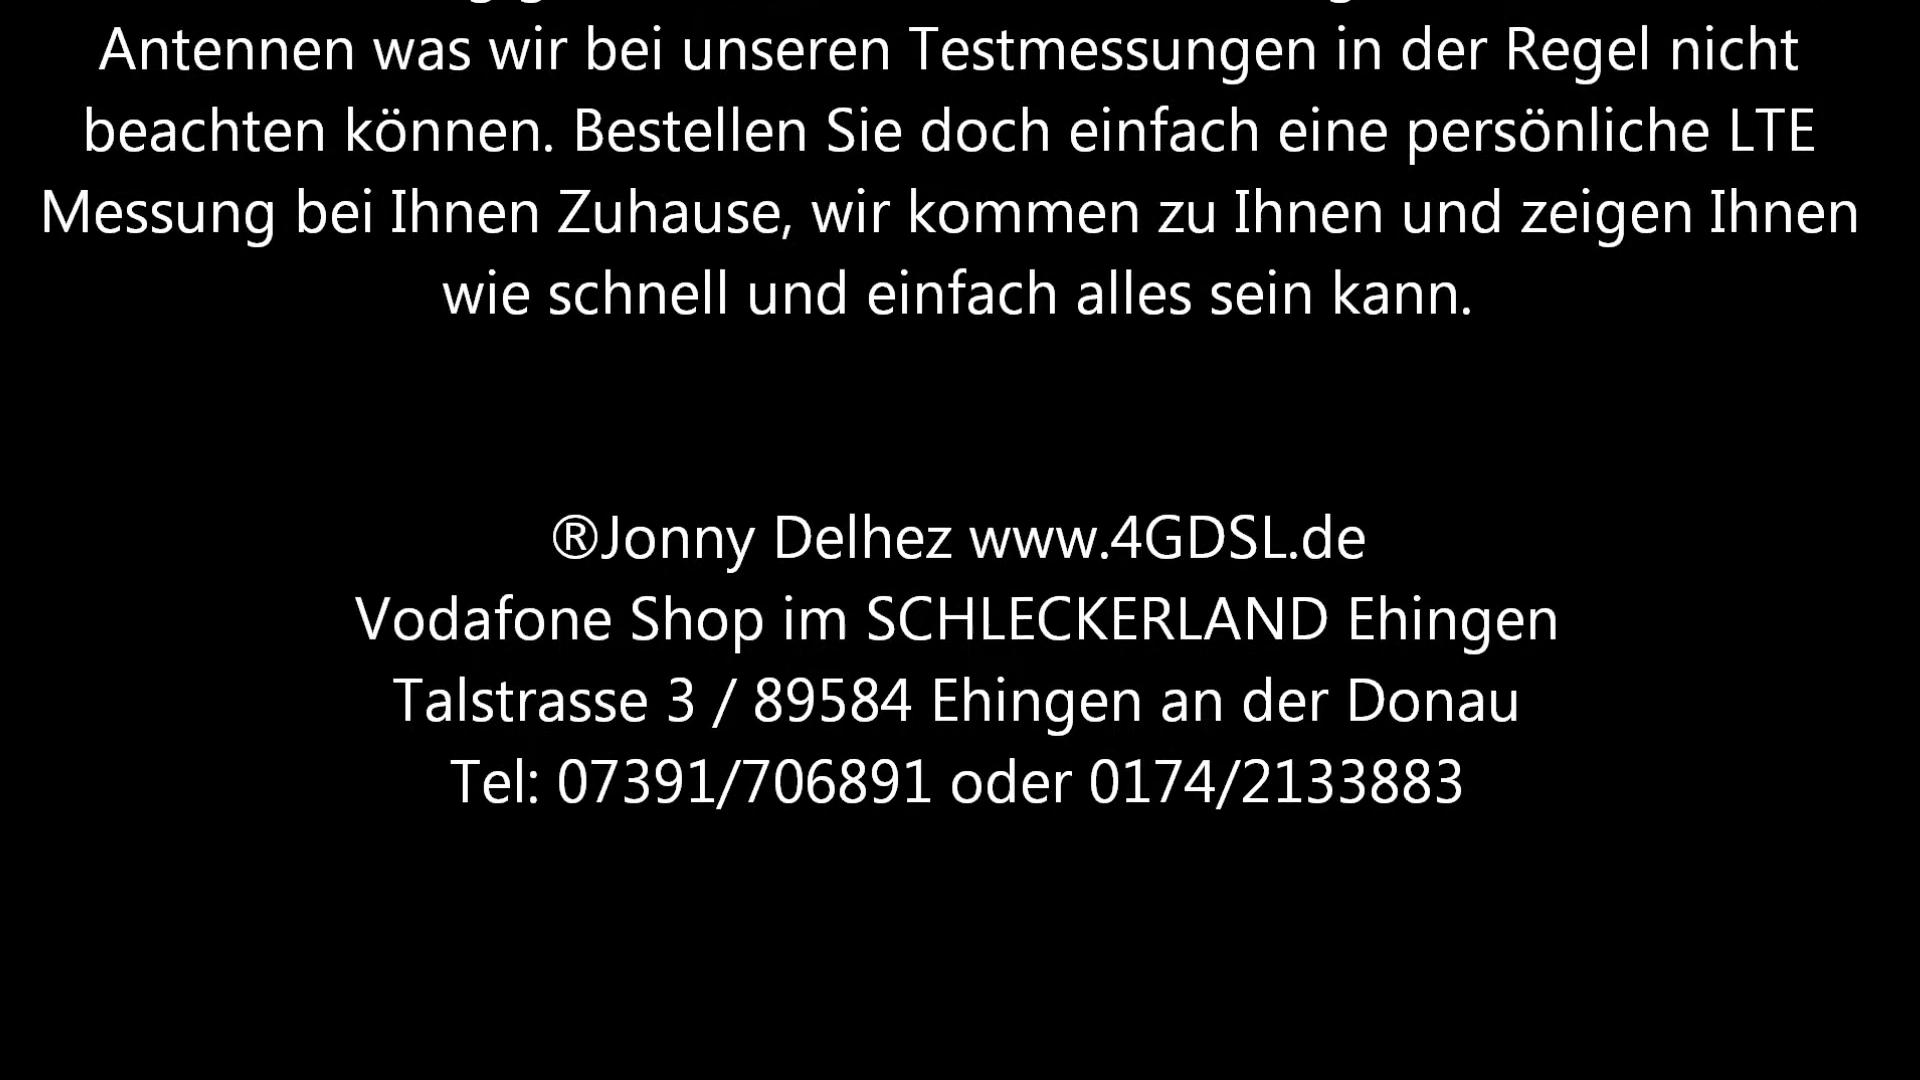 Antennen was wir bei unseren Testmessungen in der Regel nicht
beachten können. Bestellen Sie doch einfach eine persönliche LTE
Messung bei Ihnen Zuhause, wir kommen zu Ihnen und zeigen Ihnen
wie schnell und einfach alles sein kann.
®Jonny Delhez www.4GDSL.de
Vodafone Shop im SCHLECKERLAND Ehingen
Talstrasse 3 / 89584 Ehingen an der Donau
Tel: 07391/706891 oder 0174/2133883